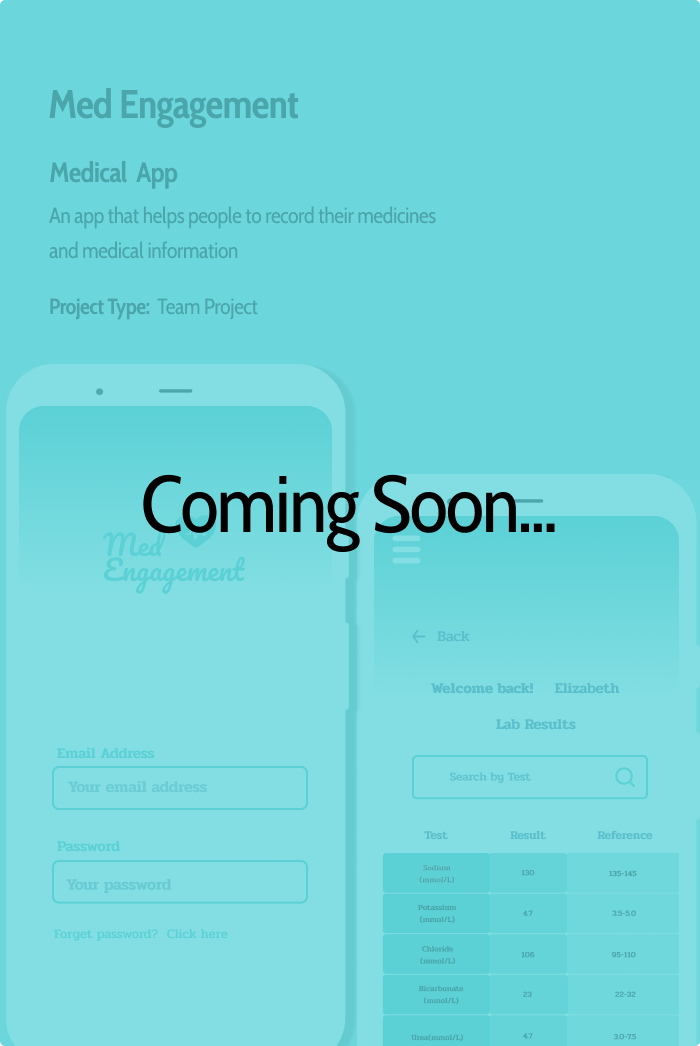 Med Engagement
Medical App
An app that helps people to record their medicines
and medical information
Project Type: Team Project
Coming Soon...
Med
Engagement
Email Address
Your email address
Password
Your password
Forget password? Click here
Back
Welcome back! Elizabeth
Lab Results
Search by Test
Test Result Reference
Sodium
(mmol/L) 130 135-145
Potassium
(mmol/L) 4.7 3.5-5.0
Chloride
(mmol/L) 106 95-110
Bicarbonate
(mmol/L) 23 22-32
Urea(mmol/L) 4.7 3.0-7.5